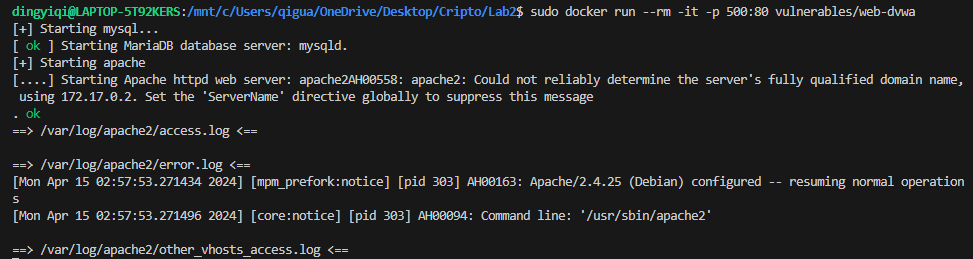 dingyiqi@LAPTOP-5T92KERS:/mnt/c/Users/qigua/OneDrive/Desktop/Cripto/Lab2$ sudo docker run --rm -it -p 500:80 vulnerables/web-dvwa
[+] Starting mysql...
[ ok ] Starting MariaDB database server: mysqld.
[+] Starting apache
[....] Starting Apache httpd web server: apache2AH00558: apache2: Could not reliably determine the server's fully qualified domain name,
 using 172.17.0.2. Set the 'ServerName' directive globally to suppress this message
. ok
==> /var/log/apache2/access.log <==
==> /var/log/apache2/error.log <==
[Mon Apr 15 02:57:53.271434 2024] [mpm_prefork:notice] [pid 303] AH00163: Apache/2.4.25 (Debian) configured -- resuming normal operation
s
[Mon Apr 15 02:57:53.271496 2024] [core:notice] [pid 303] AH00094: Command line: '/usr/sbin/apache2'
==> /var/log/apache2/other_vhosts_access.log <==